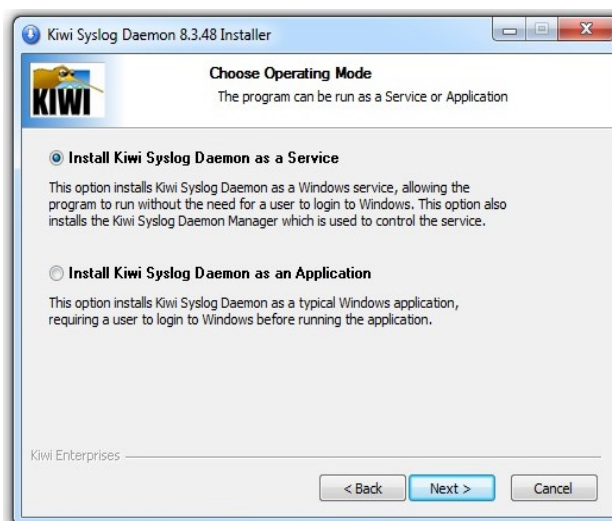 Kiwi Syslog Daemon 8.3.48 Installer
KIWI
Choose Operating Mode
The program can be run as a Service or Application
Install Kiwi Syslog Daemon as a Service
This option installs Kiwi Syslog Daemon as a Windows service, allowing the
program to run without the need for a user to login to Windows. This option also
installs the Kiwi Syslog Daemon Manager which is used to control the service.
Install Kiwi Syslog Daemon as an Application
This option installs Kiwi Syslog Daemon as a typical Windows application,
requiring a user to login to Windows before running the application.
Kiwi Enterprises
< Back Next > Cancel